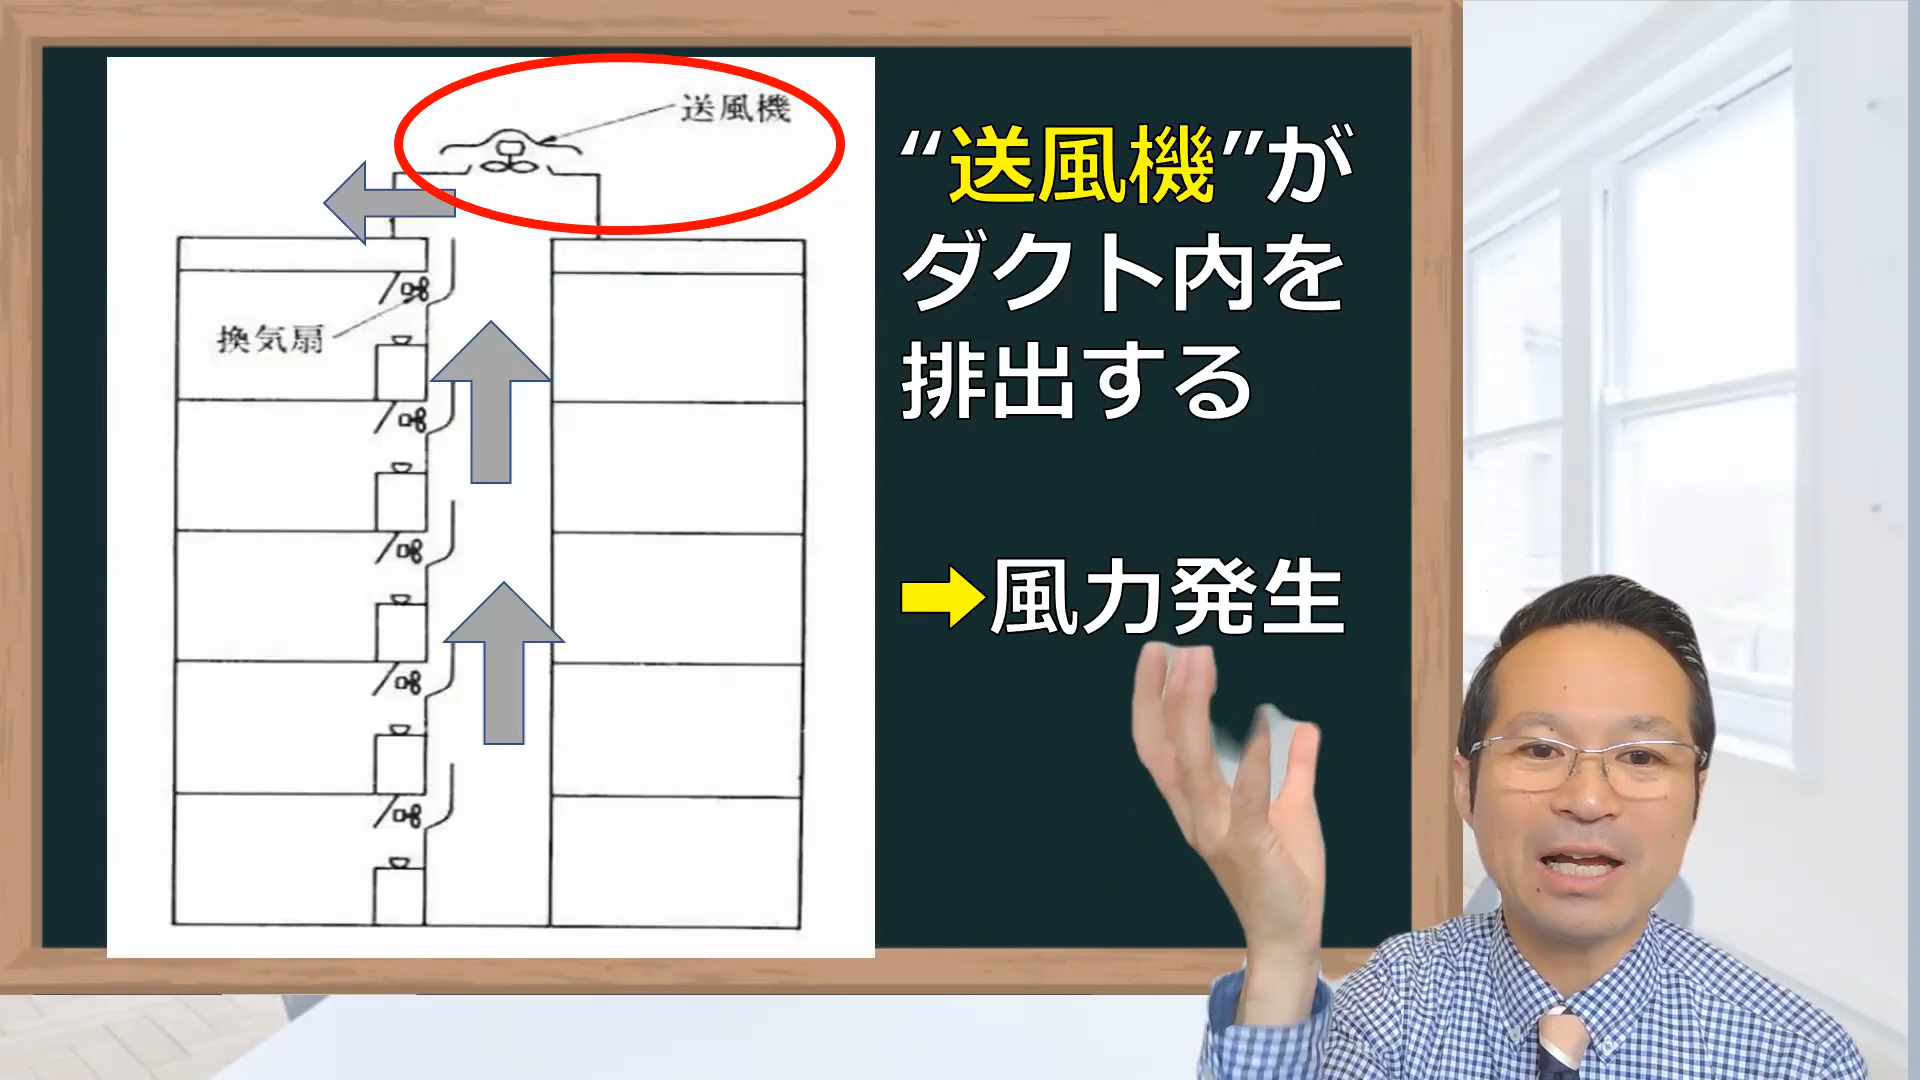 送風機
換気扇
“送風機”が
ダクト内を
排出する
➡風力発生